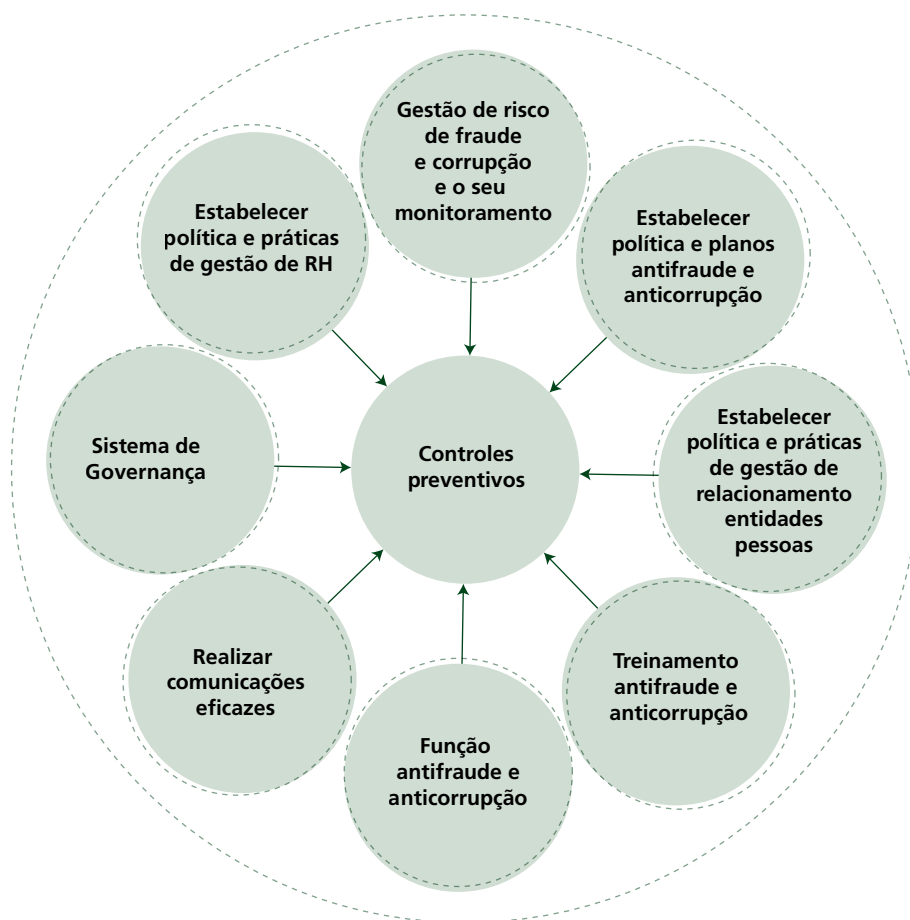 Gestão de risco
de fraude
e corrupção
e o seu
monitoramento
Estabelecer
política e práticas
de gestão de RH
Estabelecer
política e planos
antifraude e
anticorrupção
Estabelecer
política e práticas
de gestão de
relacionamento
entidades
pessoas
Sistema de
Governança
Controles
preventivos
Realizar
comunicações
eficazes
Treinamento
antifraude e
anticorrupção
Função
antifraude e
anticorrupção